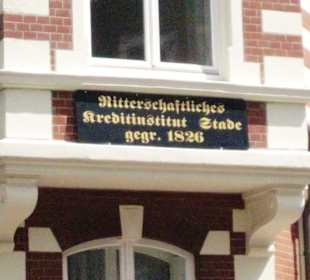 Ritterschaftliches
Kreditinstitut Stade
gegr. 1826